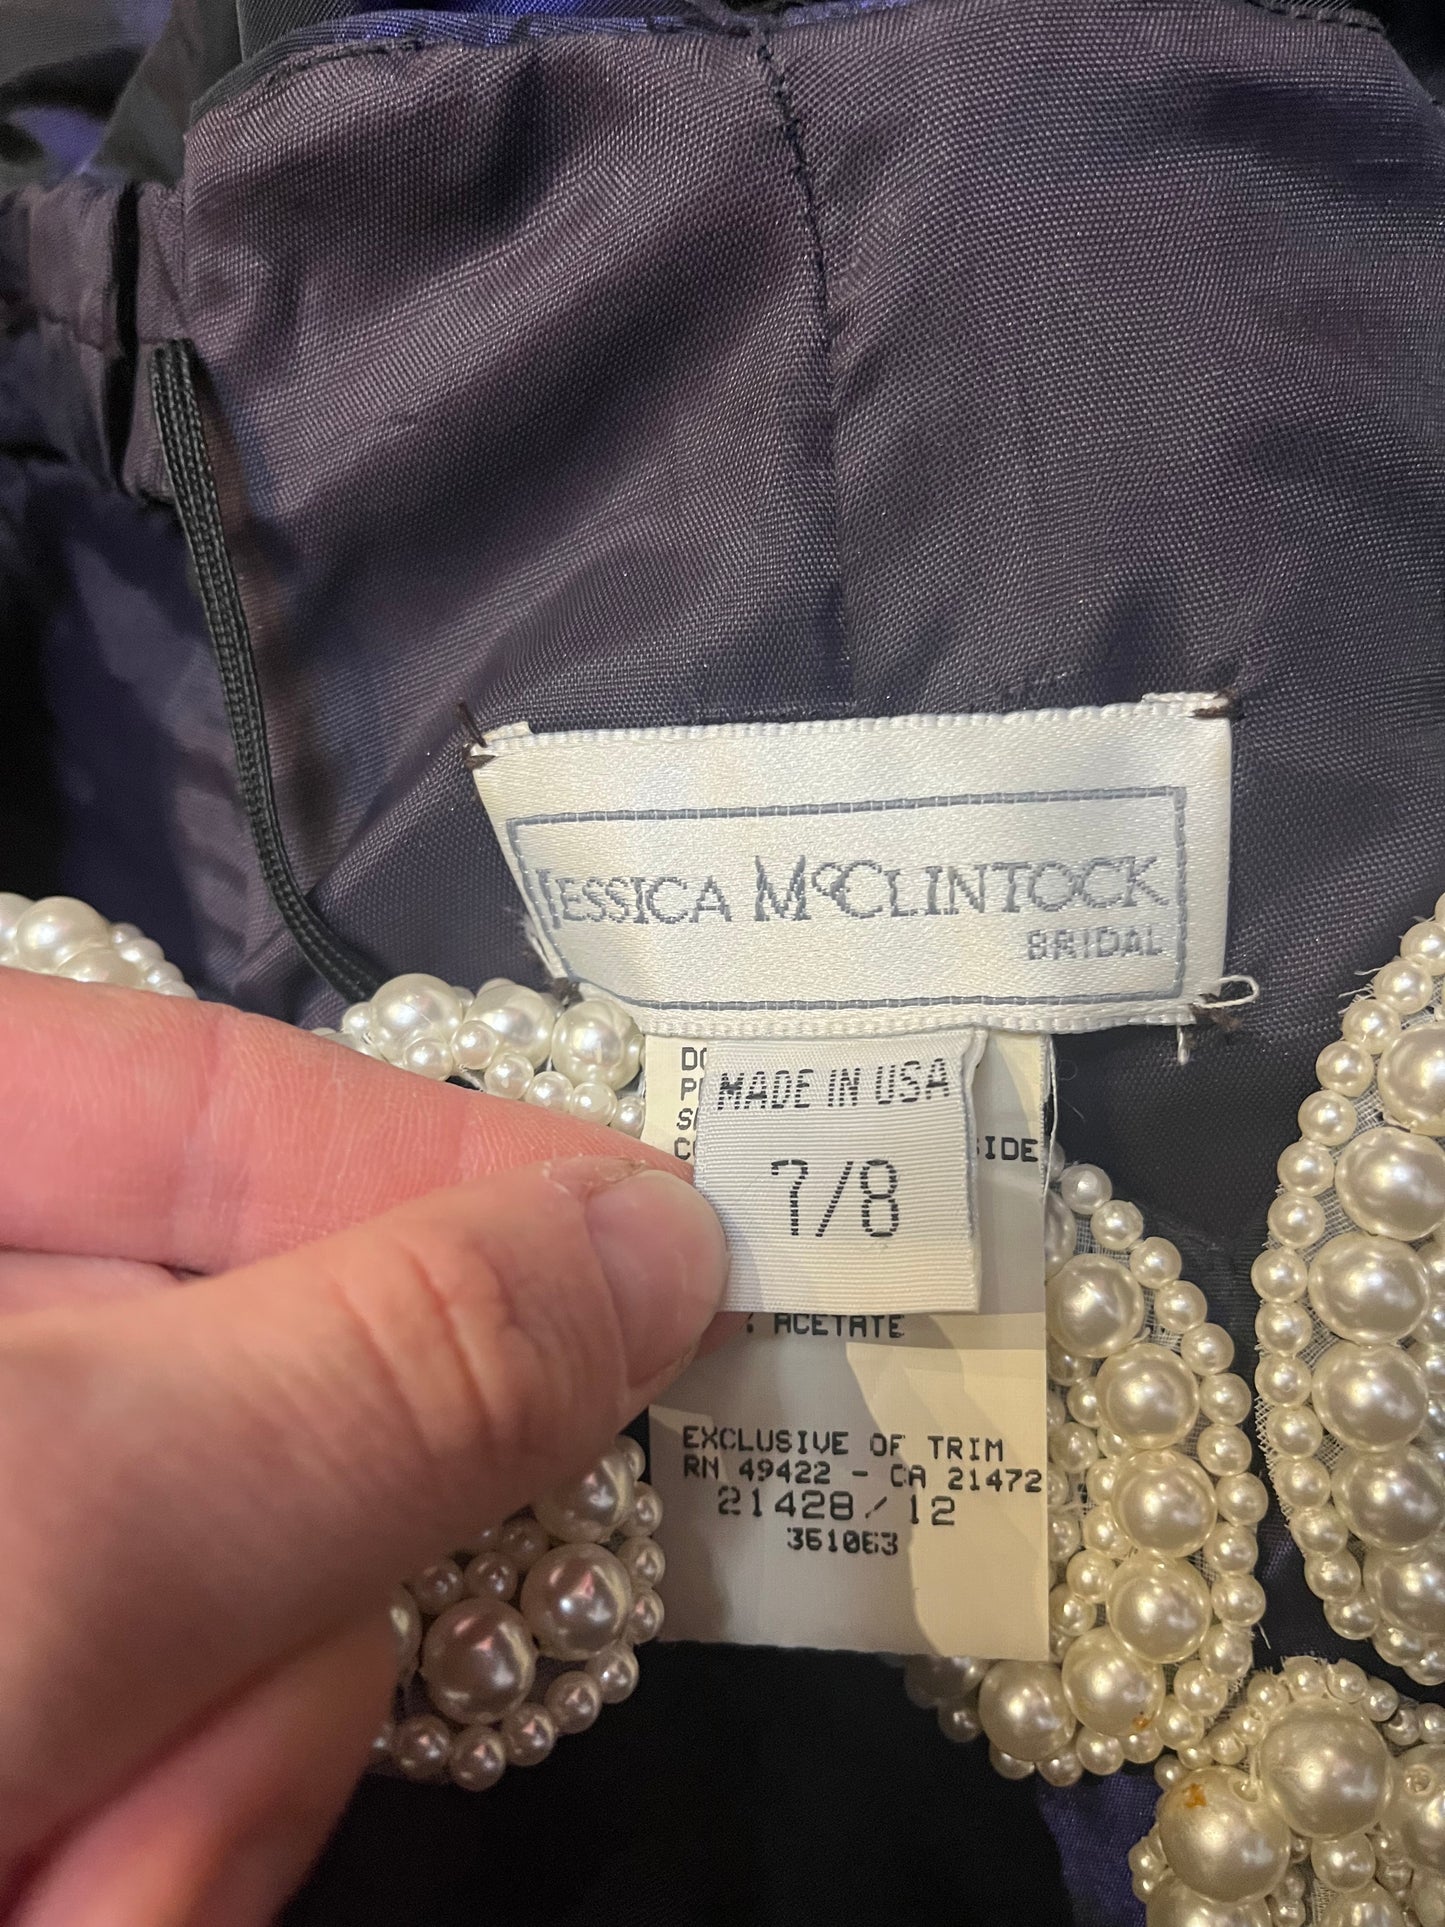 JESSICA McCLINTOCK
BRIDAL
MADE IN USA
7/8
SIDE
ACETATE
EXCLUSIVE OF TRIM
RN 49422 - CA 21472
21428/12
361063